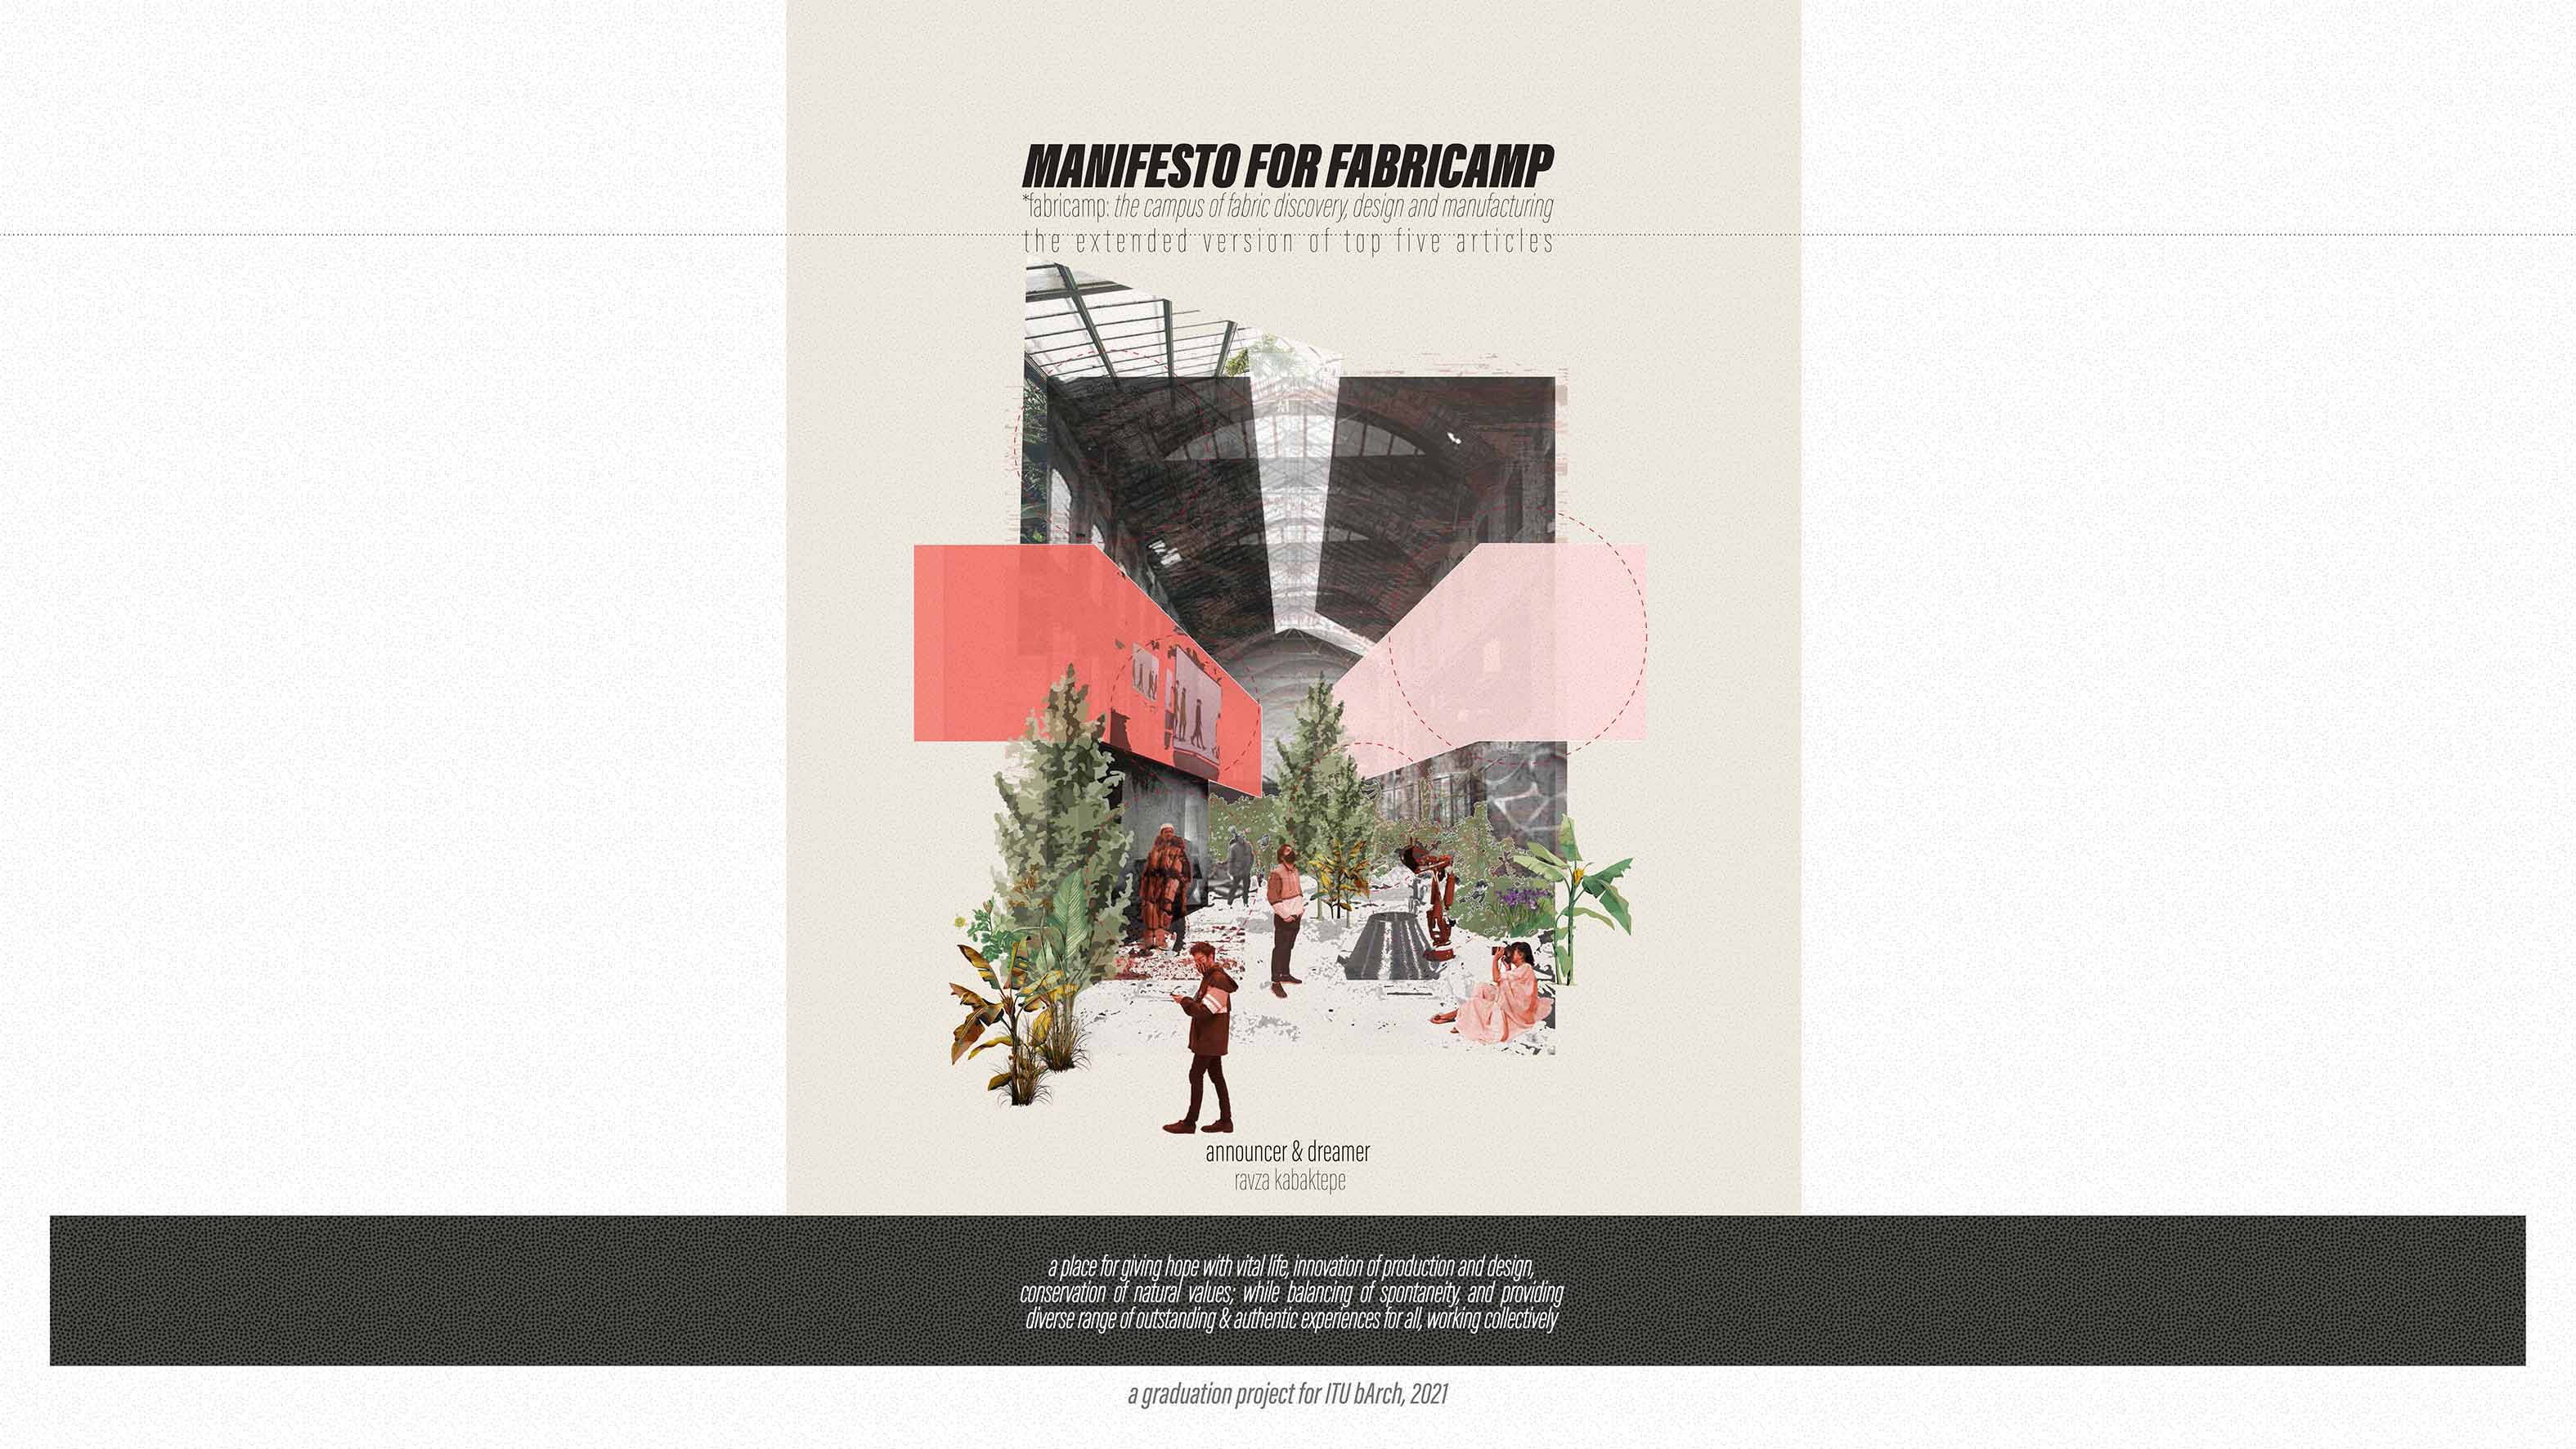 MANIFESTO FOR FABRICAMP
*fabricamp: the campus of fabric discovery, design and manufacturing
the extended version of top five articles
announcer & dreamer
ravza kabaktepe
a place for giving hope with vital life, innovation of production and design,
conservation of natural values; while balancing of spontaneity, and providing
diverse range of outstanding & authentic experiences for all, working collectively
a graduation project for ITU bArch, 2021